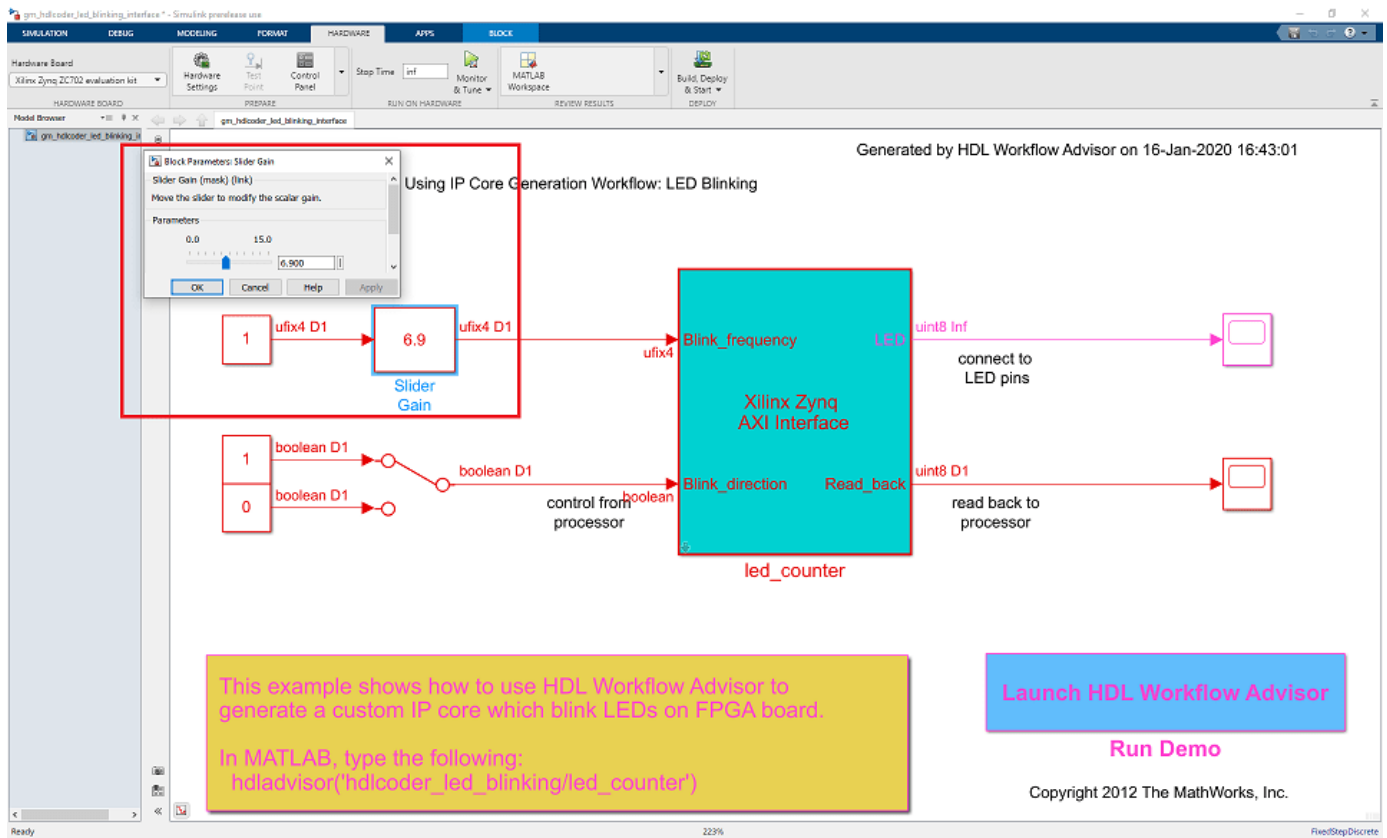 gm_hdlcoder_led_blinking_interface * - Simulink prerelease use
SIMULATION DEBUG MODELING FORMAT HARDWARE APPS BLOCK
Hardware Board
Xilinx Zynq ZC702 evaluation kit
Hardware
Settings
Test
Point
Control
Panel
Stop Time inf
Monitor
& Tune
MATLAB
Workspace
Build, Deploy
& Start
HARDWARE BOARD PREPARE RUN ON HARDWARE REVIEW RESULTS DEPLOY
Model Browser
gm_hdlcoder_led_blinking_interface
gm_hdlcoder_led_blinking_i
Generated by HDL Workflow Advisor on 16-Jan-2020 16:43:01
Using IP Core Generation Workflow: LED Blinking
Block Parameters: Slider Gain
Slider Gain (mask) (link)
Move the slider to modify the scalar gain.
Parameters
0.0 15.0
6.900
OK Cancel Help Apply
1
ufix4 D1
6.9
ufix4 D1
Slider
Gain
ufix4
Blink_frequency
LED
uint8 Inf
connect to
LED pins
Xilinx Zynq
AXI Interface
1
boolean D1
0
boolean D1
boolean D1
control from
processor
boolean
Blink_direction
Read_back
uint8 D1
read back to
processor
led_counter
This example shows how to use HDL Workflow Advisor to
generate a custom IP core which blink LEDs on FPGA board.
In MATLAB, type the following:
hdladvisor('hdlcoder_led_blinking/led_counter')
Launch HDL Workflow Advisor
Run Demo
Copyright 2012 The MathWorks, Inc.
Ready
223%
FixedStepDiscrete